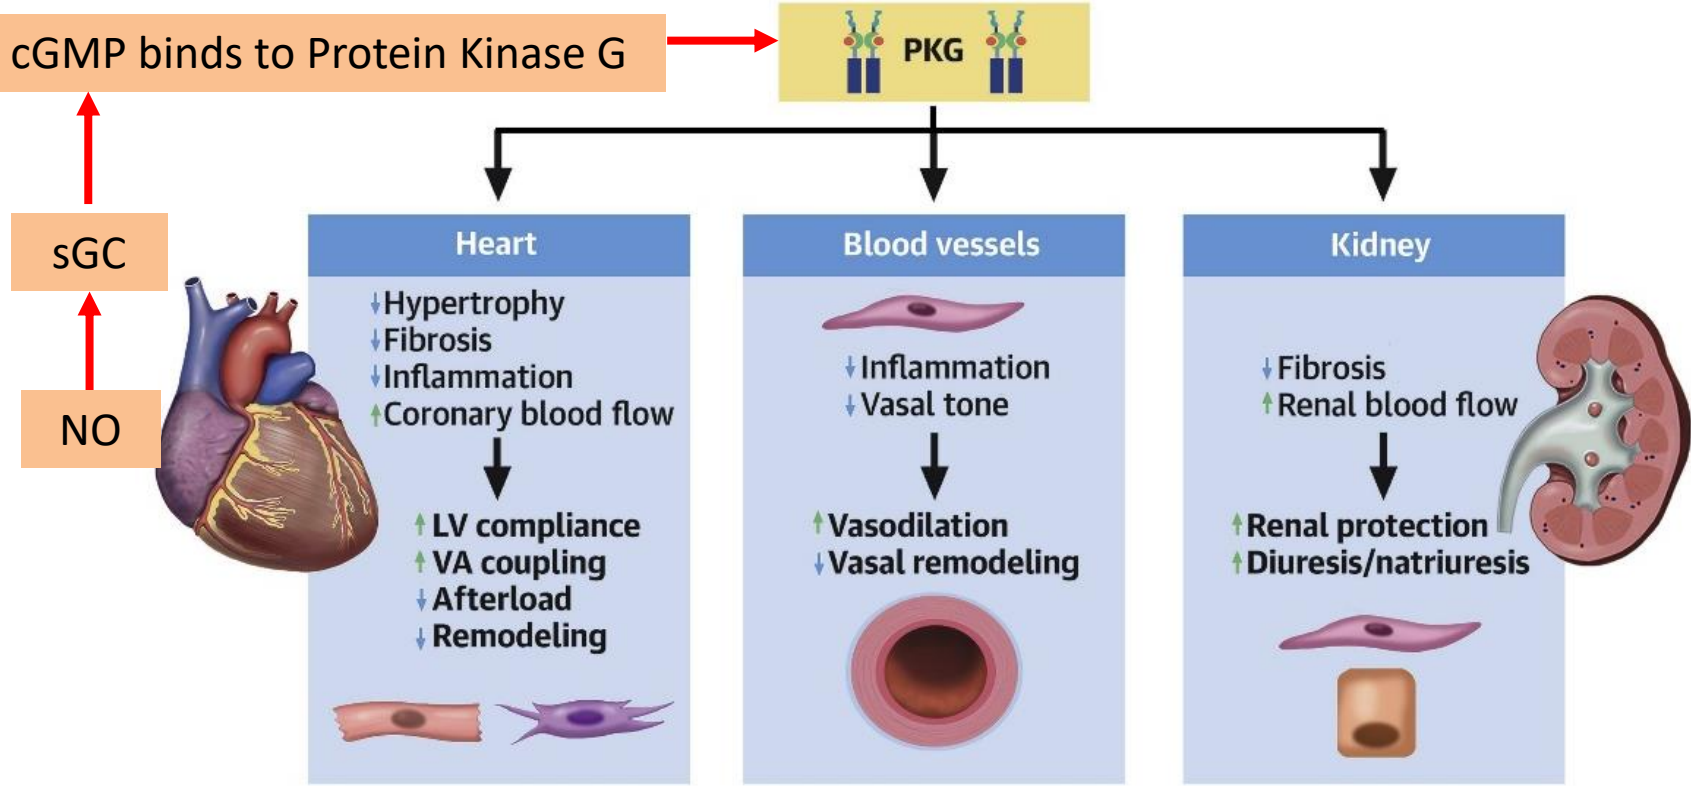 cGMP binds to Protein Kinase G
PKG
sGC
NO
Heart
↓Hypertrophy
↓Fibrosis
↓Inflammation
↑Coronary blood flow
↑LV compliance
↑VA coupling
↓Afterload
↓Remodeling
Blood vessels
↓Inflammation
↓Vasal tone
↑Vasodilation
↓Vasal remodeling
Kidney
↓Fibrosis
↑Renal blood flow
↑Renal protection
↑Diuresis/natriuresis